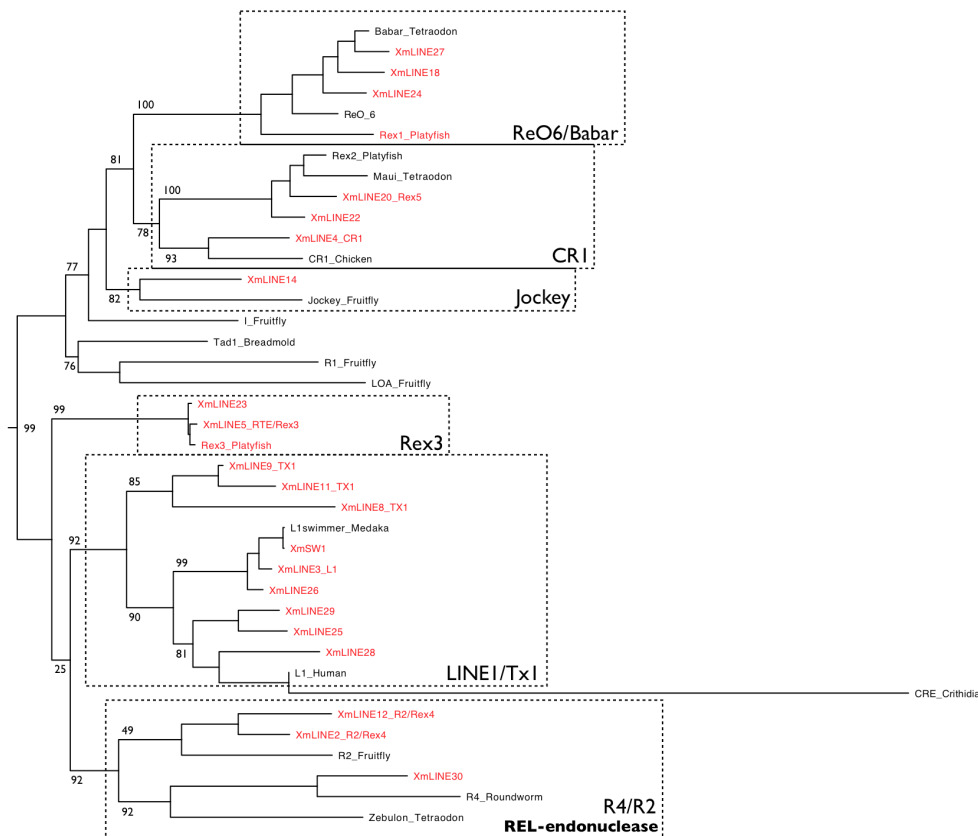 Babar_Tetraodon
XmLINE27
XmLINE18
XmLINE24
100
ReO_6
Rex1_Platyfish
ReO6/Babar
Rex2_Platyfish
81
Maui_Tetraodon
100
XmLINE20_Rex5
XmLINE22
78
XmLINE4_CR1
93
CR1_Chicken
CR1
77
XmLINE14
82
Jockey_Fruitfly
Jockey
I_Fruitfly
Tad1_Breadmold
76
R1_Fruitfly
LOA_Fruitfly
XmLINE23
99
99
XmLINE5_RTE/Rex3
Rex3_Platyfish
Rex3
XmLINE9_TX1
85
XmLINE11_TX1
XmLINE8_TX1
L1swimmer_Medaka
92
XmSW1
99
XmLINE3_L1
XmLINE26
90
XmLINE29
XmLINE25
81
XmLINE28
25
L1_Human
LINE1/Tx1
CRE_Crithidia
XmLINE12_R2/Rex4
49
XmLINE2_R2/Rex4
R2_Fruitfly
92
XmLINE30
R4_Roundworm
92
R4/R2
Zebulon_Tetraodon
REL-endonuclease